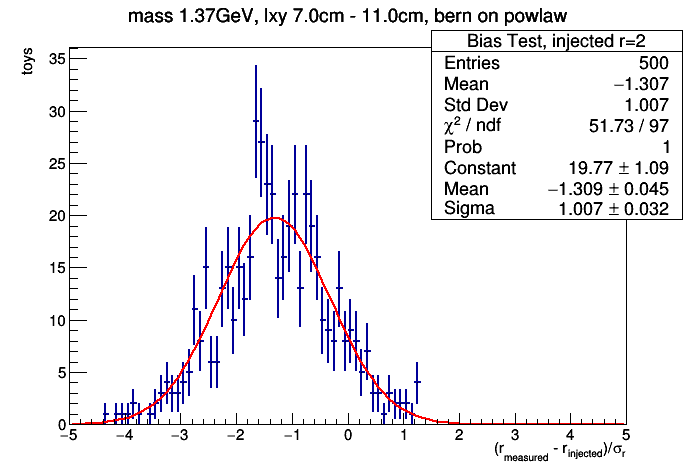 mass 1.37GeV, lxy 7.0cm - 11.0cm, bern on powlaw
toys
Bias Test, injected r=2
Entries 500
Mean −1.307
Std Dev 1.007
χ² / ndf 51.73 / 97
Prob 1
Constant 19.77 ± 1.09
Mean −1.309 ± 0.045
Sigma 1.007 ± 0.032
35
30
25
20
15
10
5
0
−5 −4 −3 −2 −1 0 1 2 3 4 5
(r_measured - r_injected)/σ_r